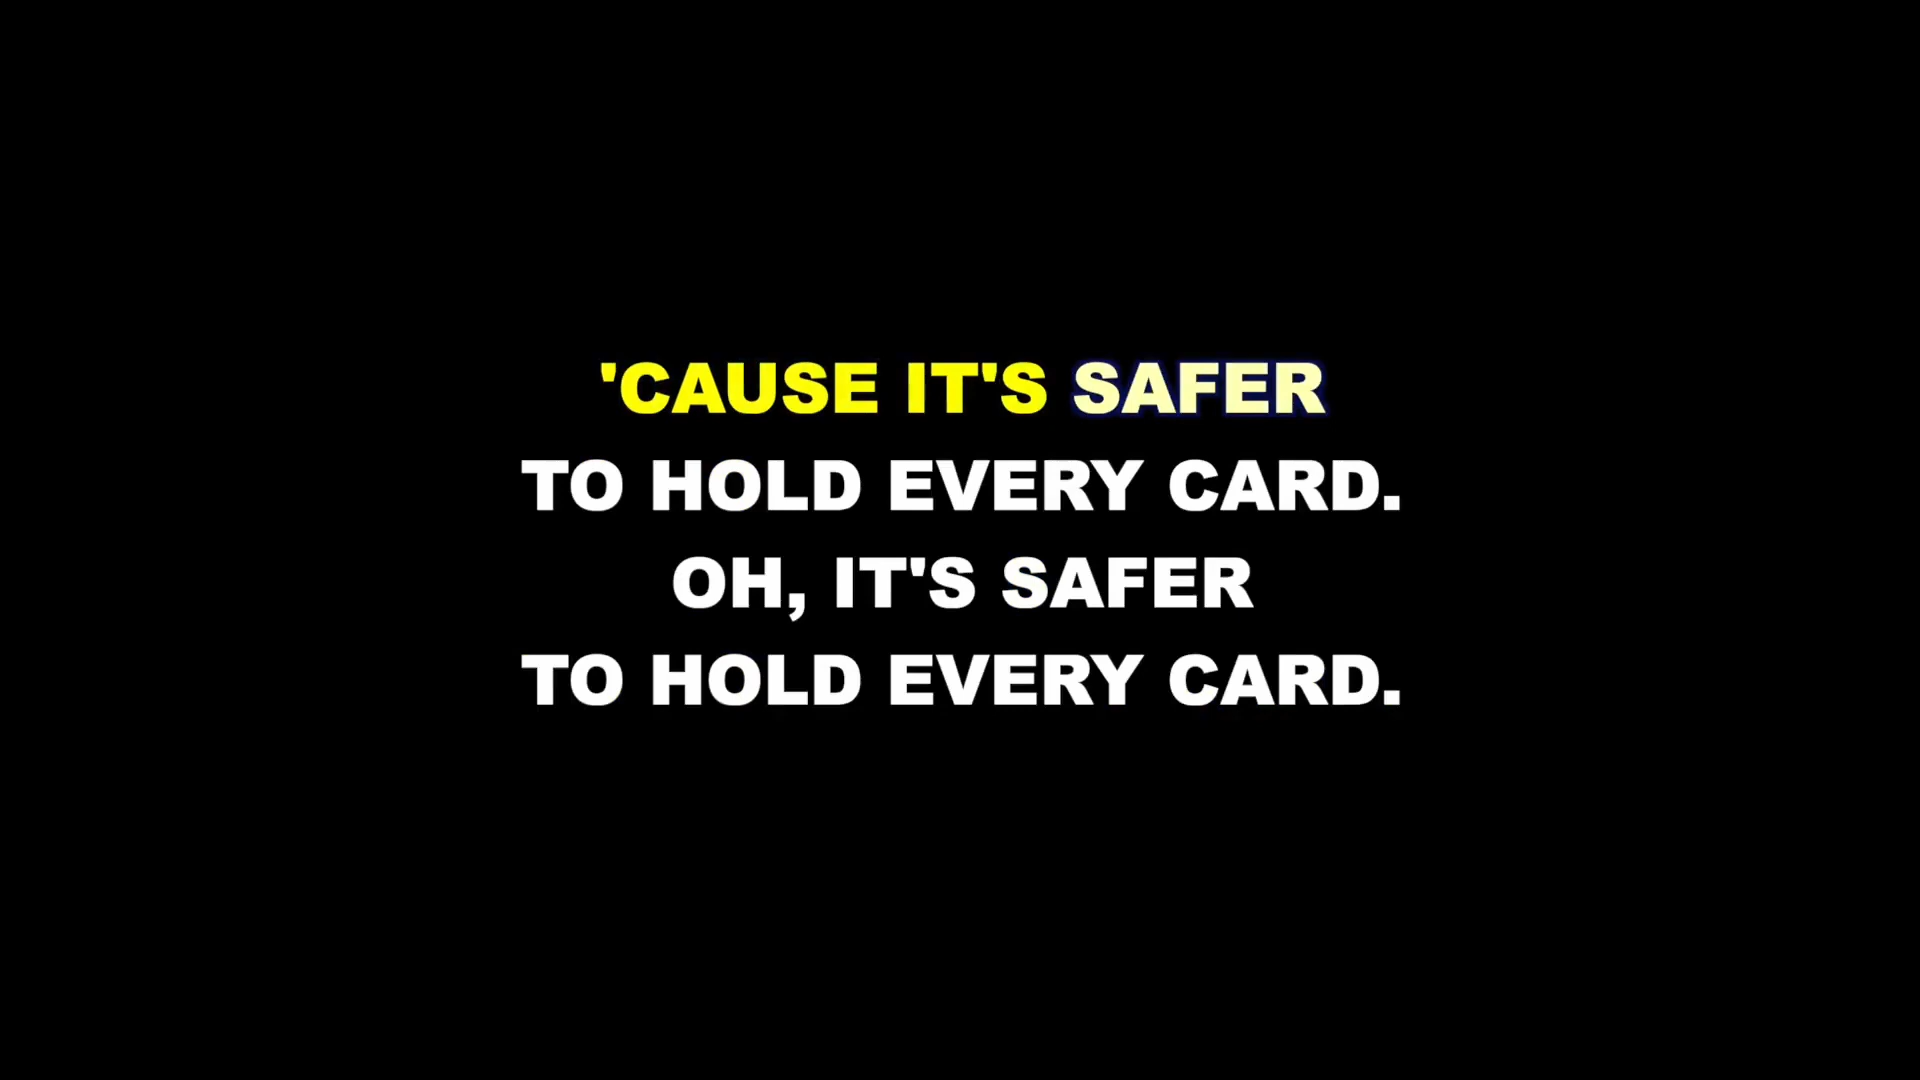 'CAUSE IT'S SAFER
TO HOLD EVERY CARD.
OH, IT'S SAFER
TO HOLD EVERY CARD.